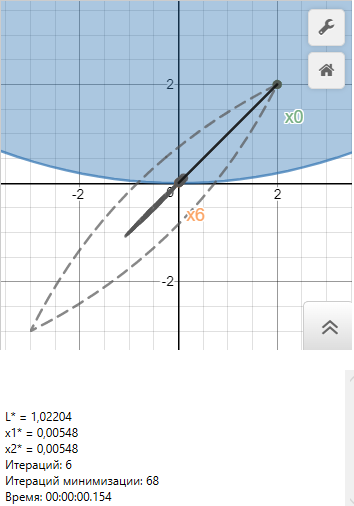 2
x0
-2
0
2
x6
-2
L* = 1,02204
x1* = 0,00548
x2* = 0,00548
Итераций: 6
Итераций минимизации: 68
Время: 00:00:00.154